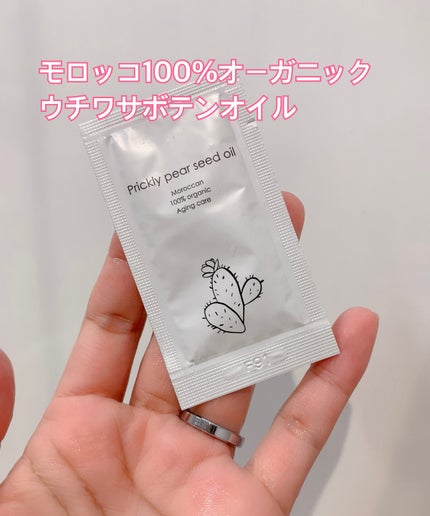 モロッコ100%オーガニック
ウチワサボテンオイル
Prickly pear seed oil
Moroccan
100% organic
Aging care